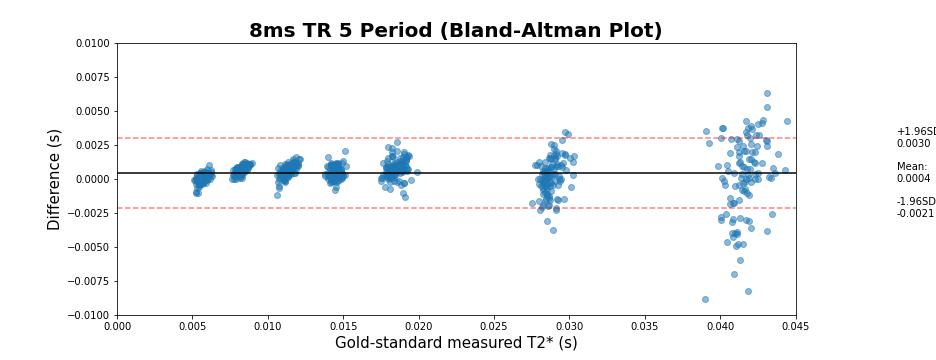 8ms TR 5 Period (Bland-Altman Plot)
0.0100
0.0075
0.0050
0.0025
0.0000
−0.0025
−0.0050
−0.0075
−0.0100
Difference (s)
0.000 0.005 0.010 0.015 0.020 0.025 0.030 0.035 0.040 0.045
Gold-standard measured T2* (s)
+1.96SD
0.0030
Mean:
0.0004
-1.96SD
-0.0021